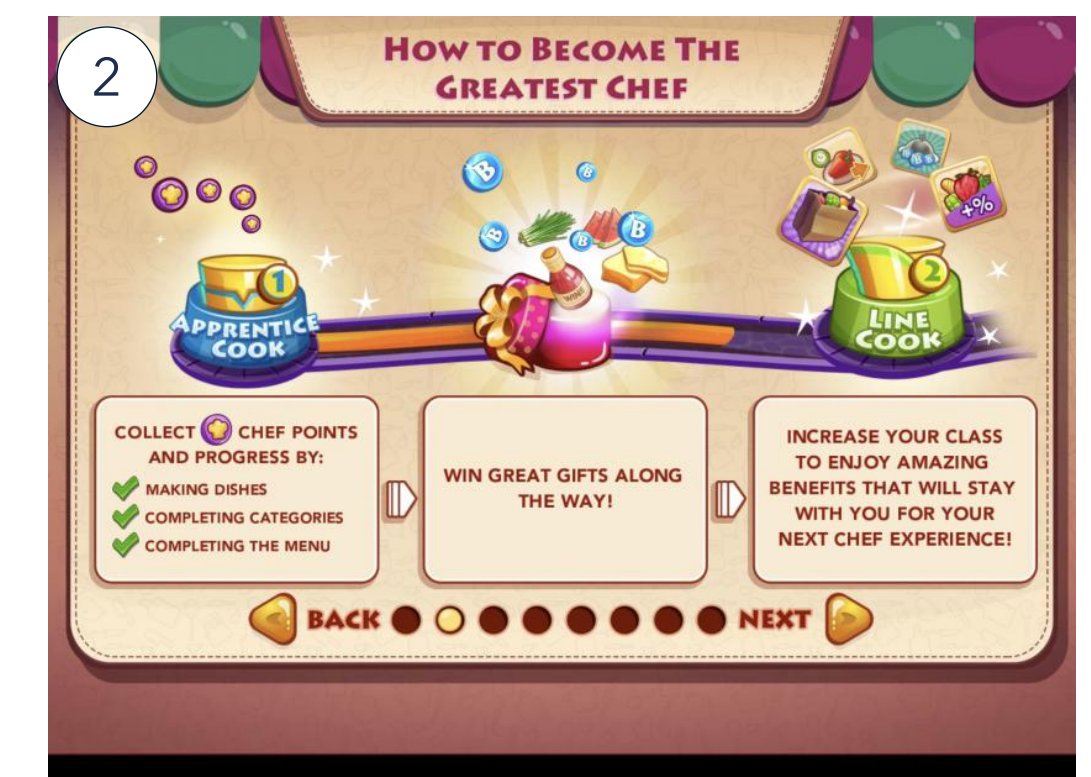 2
HOW TO BECOME THE
GREATEST CHEF
B
B
B
B
B
+%
WINE
1
APPRENTICE
COOK
2
LINE
COOK
COLLECT CHEF POINTS
AND PROGRESS BY:
MAKING DISHES
COMPLETING CATEGORIES
COMPLETING THE MENU
WIN GREAT GIFTS ALONG
THE WAY!
INCREASE YOUR CLASS
TO ENJOY AMAZING
BENEFITS THAT WILL STAY
WITH YOU FOR YOUR
NEXT CHEF EXPERIENCE!
BACK NEXT